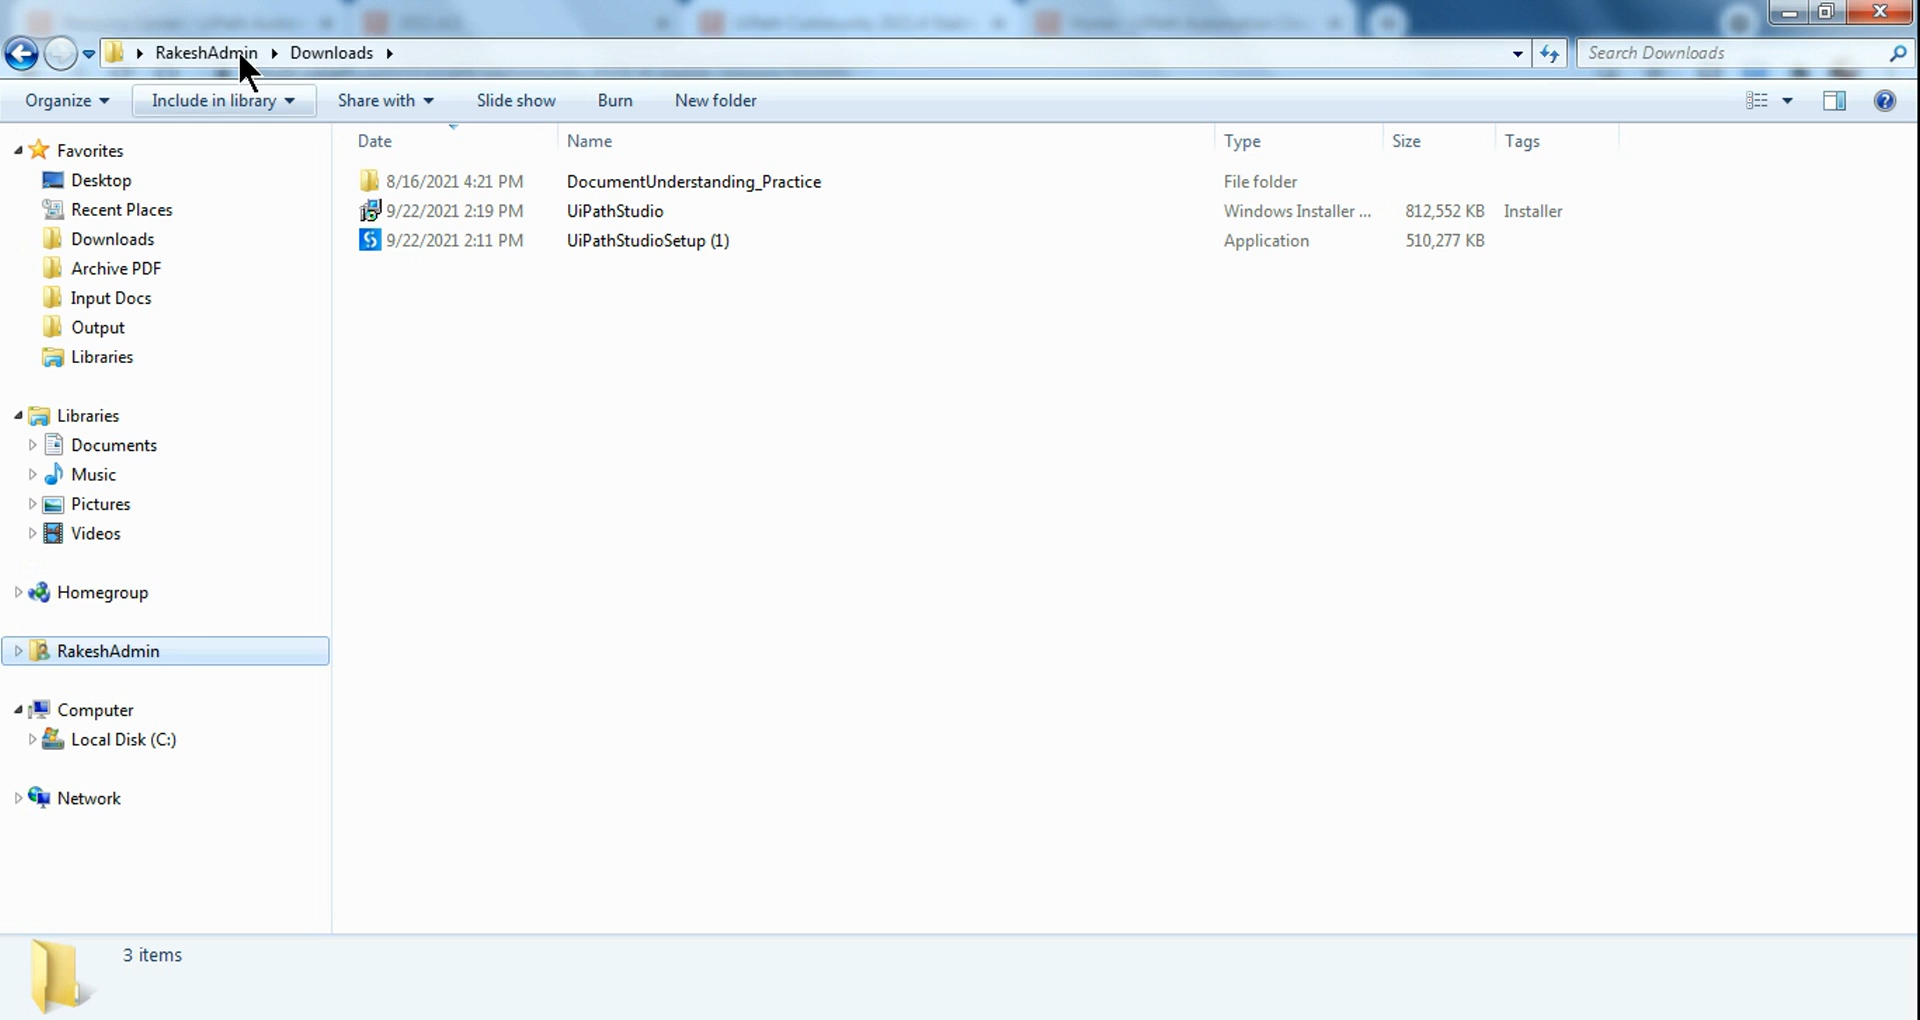 RakeshAdmin Downloads
Search Downloads
Organize Include in library Share with Slide show Burn New folder
Date Name Type Size Tags
8/16/2021 4:21 PM DocumentUnderstanding_Practice File folder
9/22/2021 2:19 PM UiPathStudio Windows Installer ... 812,552 KB Installer
9/22/2021 2:11 PM UiPathStudioSetup (1) Application 510,277 KB
Favorites
Desktop
Recent Places
Downloads
Archive PDF
Input Docs
Output
Libraries
Libraries
Documents
Music
Pictures
Videos
Homegroup
RakeshAdmin
Computer
Local Disk (C:)
Network
3 items